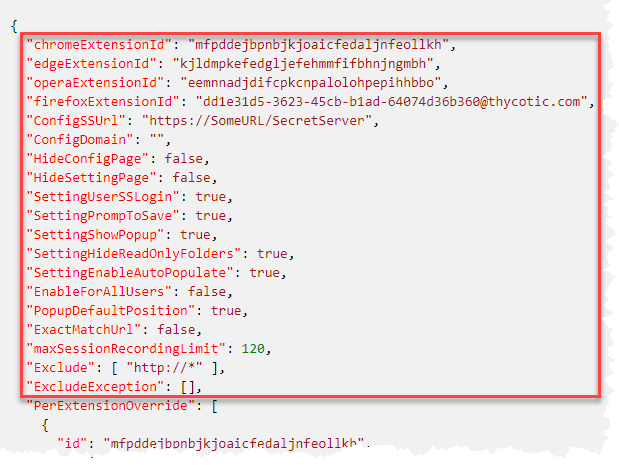 {
"chromeExtensionId": "mfpddejbpnbjkjoaicfedaljnfeollkh",
"edgeExtensionId": "kjldmpkefedgljefehmmfifbhnjngmbh",
"operaExtensionId": "eemnnadjdifcpkcnpalolohpepihhbbo",
"firefoxExtensionId": "dd1e31d5-3623-45cb-b1ad-64074d36b360@thycotic.com",
"ConfigSSUrl": "https://SomeURL/SecretServer",
"ConfigDomain": "",
"HideConfigPage": false,
"HideSettingPage": false,
"SettingUserSSLogin": true,
"SettingPrompToSave": true,
"SettingShowPopup": true,
"SettingHideReadOnlyFolders": true,
"SettingEnableAutoPopulate": true,
"EnableForAllUsers": false,
"PopupDefaultPosition": true,
"ExactMatchUrl": false,
"maxSessionRecordingLimit": 120,
"Exclude": [ "http://*" ],
"ExcludeException": [],
"PerExtensionOverride": [
{
"id": "mfpddejbpnbjkjoaicfedaljnfeollkh",